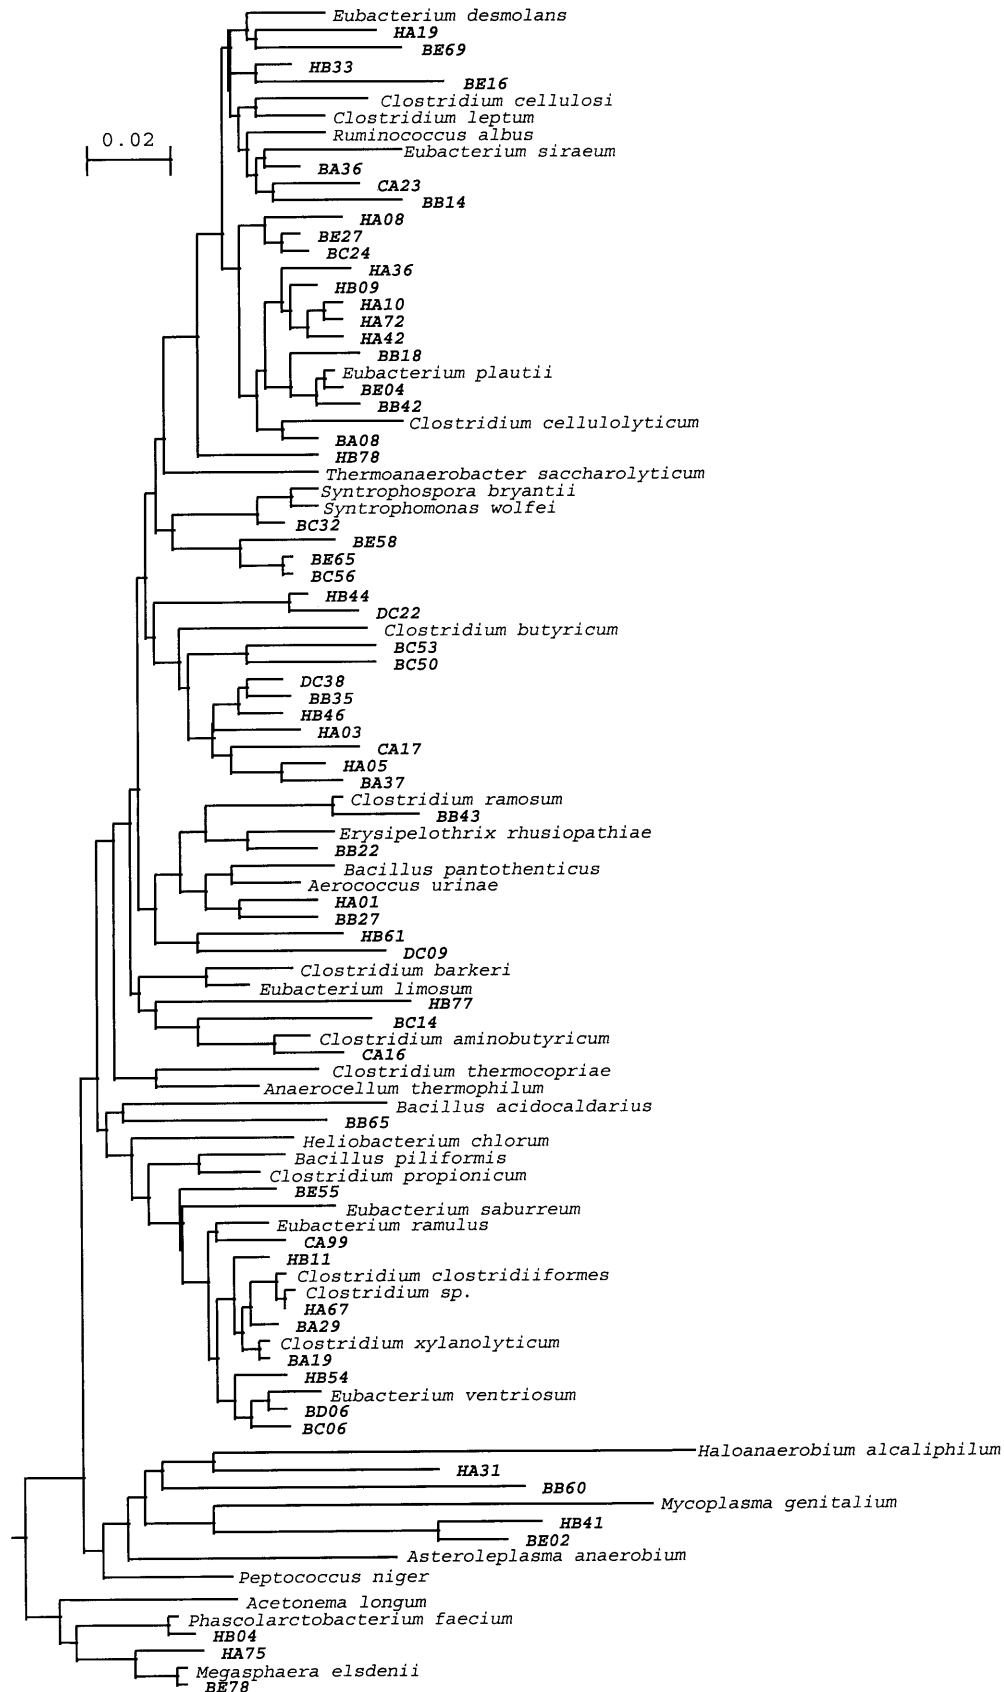 Eubacterium desmolans
HA19
BE69
HB33
BE16
Clostridium cellulosi
Clostridium leptum
0.02
Ruminococcus albus
Eubacterium siraeum
BA36
CA23
BB14
HA08
BE27
BC24
HA36
HB09
HA10
HA72
HA42
BB18
Eubacterium plautii
BE04
BB42
Clostridium cellulolyticum
BA08
HB78
Thermoanaerobacter saccharolyticum
Syntrophospora bryantii
Syntrophomonas wolfei
BC32
BE58
BE65
BC56
HB44
DC22
Clostridium butyricum
BC53
BC50
DC38
BB35
HB46
HA03
CA17
HA05
BA37
Clostridium ramosum
BB43
Erysipelothrix rhusiopathiae
BB22
Bacillus pantothenticus
Aerococcus urinae
HA01
BB27
HB61
DC09
Clostridium barkeri
Eubacterium limosum
HB77
BC14
Clostridium aminobutyricum
CA16
Clostridium thermocopriae
Anaerocellum thermophilum
Bacillus acidocaldarius
BB65
Heliobacterium chlorum
Bacillus piliformis
Clostridium propionicum
BE55
Eubacterium saburreum
Eubacterium ramulus
CA99
HB11
Clostridium clostridiiformes
Clostridium sp.
HA67
BA29
Clostridium xylanolyticum
BA19
HB54
Eubacterium ventriosum
BD06
BC06
Haloanaerobium alcaliphilum
HA31
BB60
Mycoplasma genitalium
HB41
BE02
Asteroleplasma anaerobium
Peptococcus niger
Acetonema longum
Phascolarctobacterium faecium
HB04
HA75
Megasphaera elsdenii
BE78